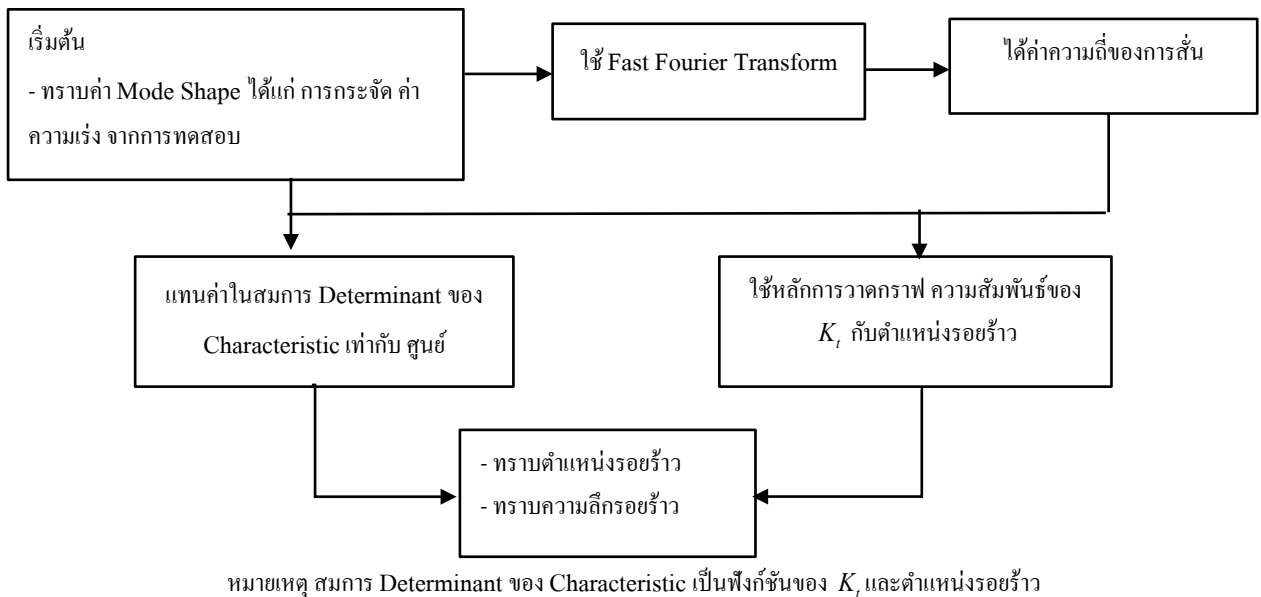 เริ่มต้น
- ทราบค่า Mode Shape ได้แก่ การกระจัด ค่า
ความเร่ง จากการทดสอบ
ใช้ Fast Fourier Transform
ได้ค่าความถี่ของการสั่น
แทนค่าในสมการ Determinant ของ
Characteristic เท่ากับ ศูนย์
ใช้หลักการวาดกราฟ ความสัมพันธ์ของ
K_t กับตำแหน่งรอยร้าว
- ทราบตำแหน่งรอยร้าว
- ทราบความลึกรอยร้าว
หมายเหตุ สมการ Determinant ของ Characteristic เป็นฟังก์ชันของ K_t และตำแหน่งรอยร้าว